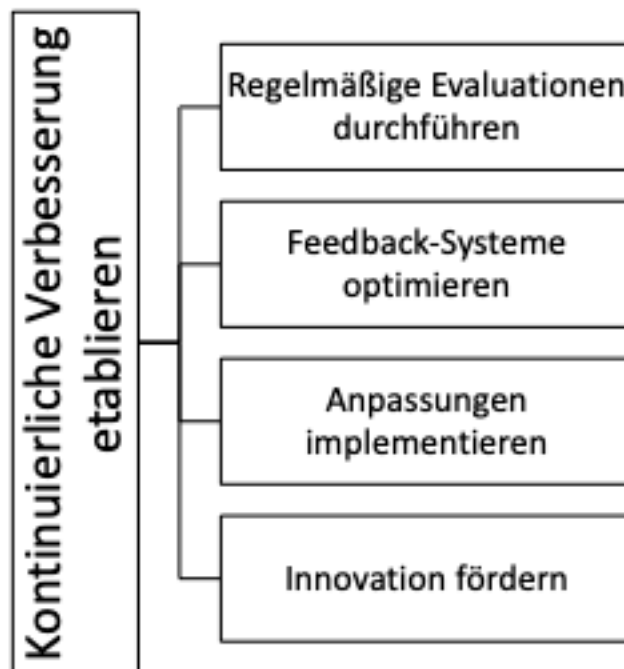 Kontinuierliche Verbesserung
etablieren
Regelmäßige Evaluationen
durchführen
Feedback-Systeme
optimieren
Anpassungen
implementieren
Innovation fördern